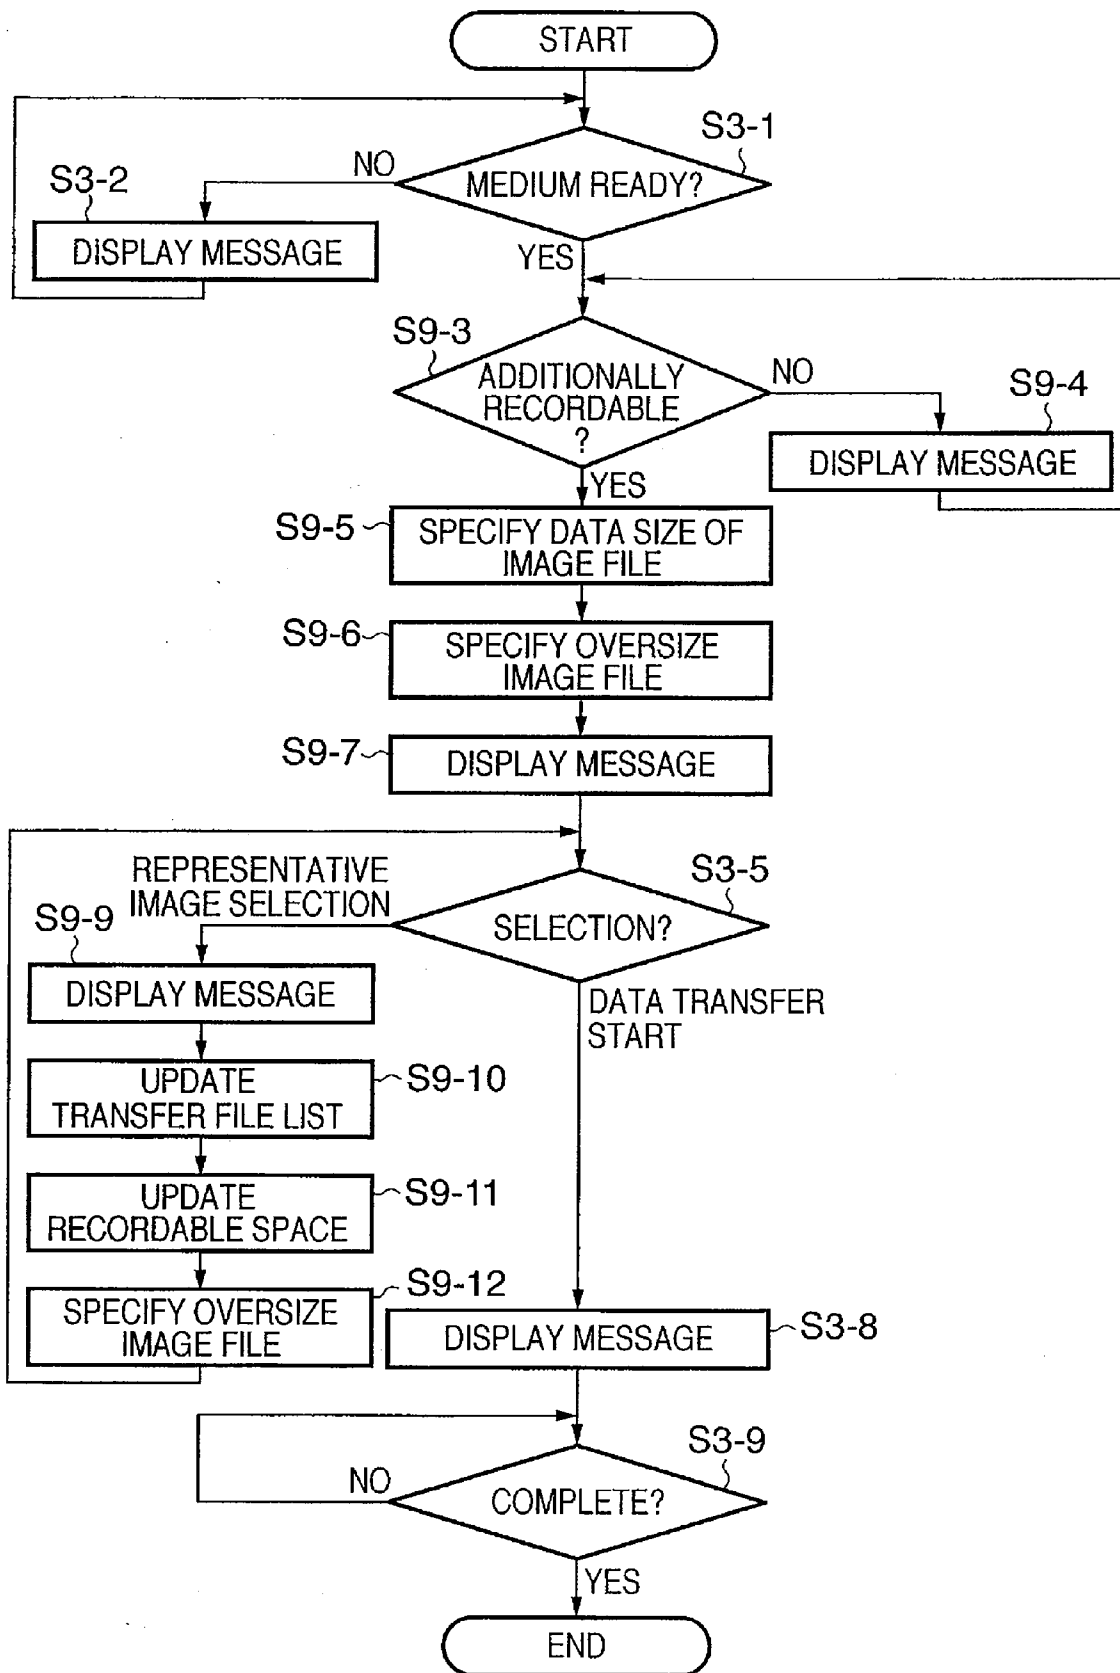 START
S3-1
NO
MEDIUM READY?
S3-2
DISPLAY MESSAGE
YES
S9-3
ADDITIONALLY
RECORDABLE
?
NO
S9-4
DISPLAY MESSAGE
YES
S9-5
SPECIFY DATA SIZE OF
IMAGE FILE
S9-6
SPECIFY OVERSIZE
IMAGE FILE
S9-7
DISPLAY MESSAGE
REPRESENTATIVE
IMAGE SELECTION
S3-5
SELECTION?
S9-9
DISPLAY MESSAGE
DATA TRANSFER
START
UPDATE
TRANSFER FILE LIST
S9-10
UPDATE
RECORDABLE SPACE
S9-11
SPECIFY OVERSIZE
IMAGE FILE
S9-12
DISPLAY MESSAGE
S3-8
S3-9
NO
COMPLETE?
YES
END